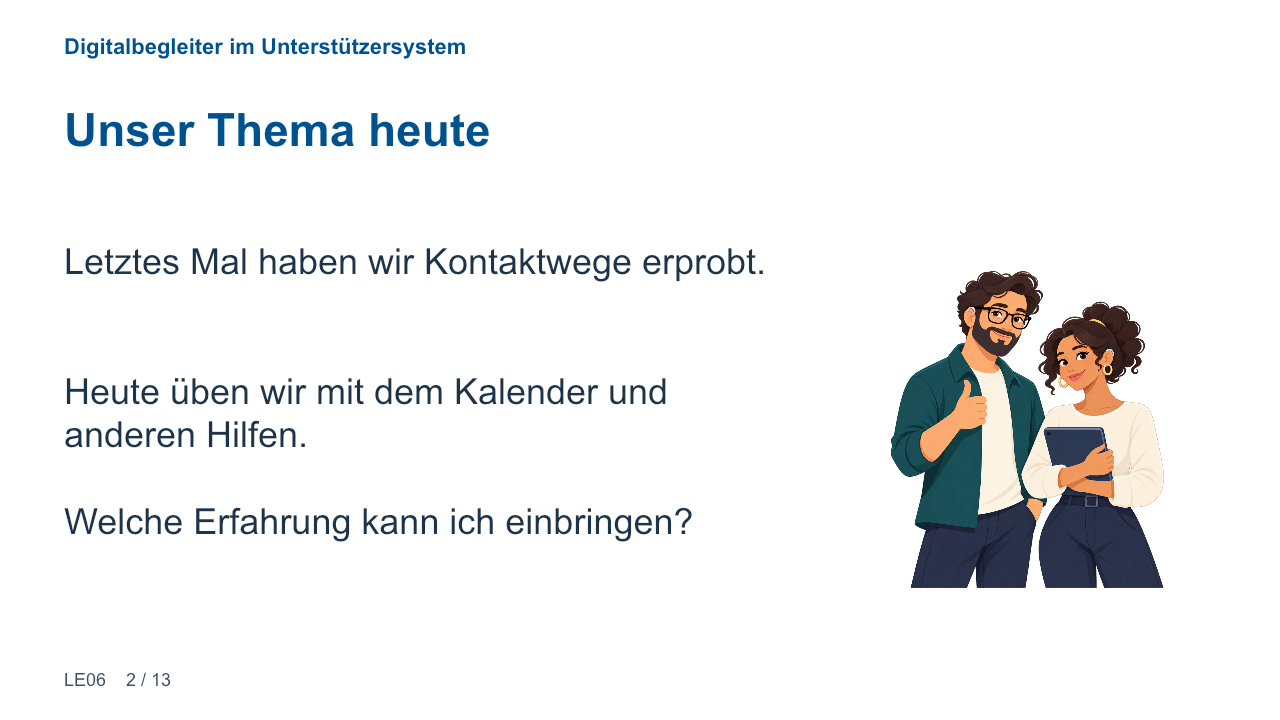 Digitalbegleiter im Unterstützersystem
Unser Thema heute
Letztes Mal haben wir Kontaktwege erprobt.
Heute üben wir mit dem Kalender und
anderen Hilfen.
Welche Erfahrung kann ich einbringen?
LE06 2 / 13